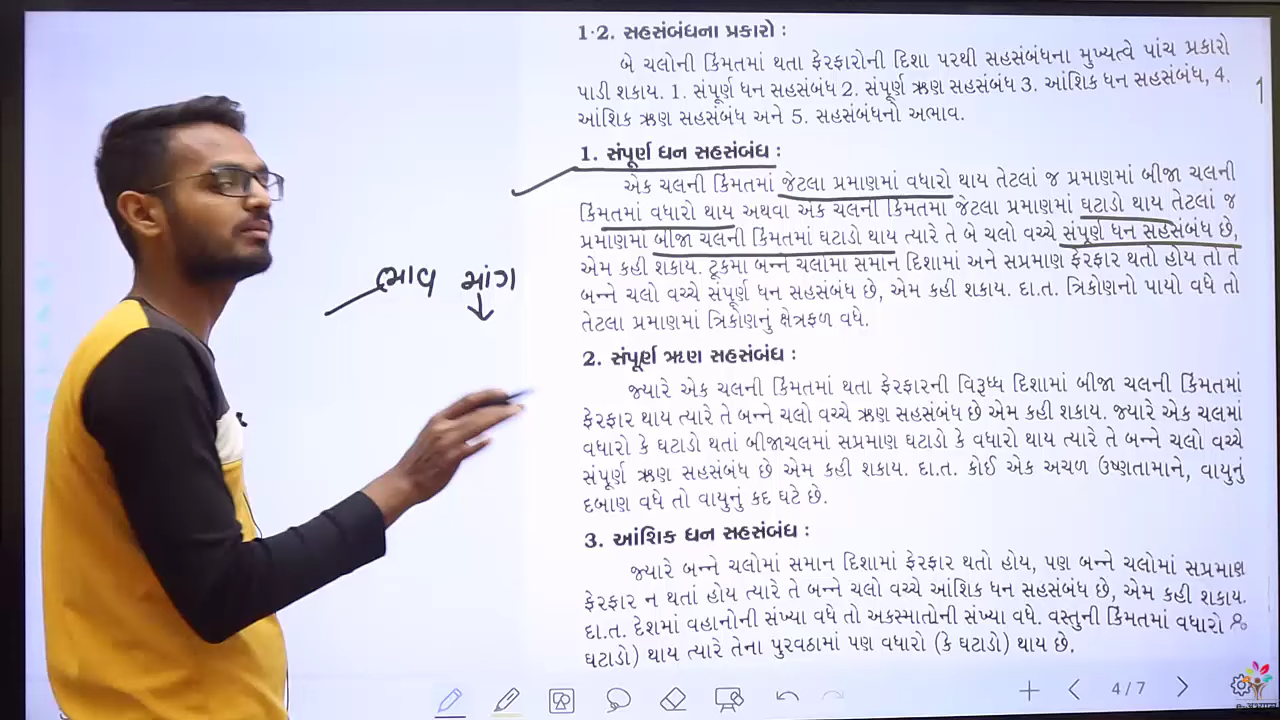 1·2. સહસંબંધના પ્રકારો :
બે ચલોની કિંમતમાં થતા ફેરફારોની દિશા પરથી સહસંબંધના મુખ્યત્વે પાંચ પ્રકારો
પાડી શકાય. 1. સંપૂર્ણ ધન સહસંબંધ 2. સંપૂર્ણ ઋણ સહસંબંધ 3. આંશિક ધન સહસંબંધ, 4.
આંશિક ઋણ સહસંબંધ અને 5. સહસંબંધનો અભાવ.
1
1. સંપૂર્ણ ધન સહસંબંધ :
એક ચલની કિંમતમાં જેટલા પ્રમાણમાં વધારો થાય તેટલાં જ પ્રમાણમાં બીજા ચલની
કિંમતમાં વધારો થાય અથવા એક ચલની કિંમતમાં જેટલા પ્રમાણમાં ઘટાડો થાય તેટલાં જ
પ્રમાણમાં બીજા ચલની કિંમતમાં ઘટાડો થાય ત્યારે તે બે ચલો વચ્ચે સંપૂર્ણ ધન સહસંબંધ છે,
એમ કહી શકાય. ટૂકમા બન્ને ચલોમા સમાન દિશામાં અને સપ્રમાણ ફેરફાર થતો હોય તો તે
બન્ને ચલો વચ્ચે સંપૂર્ણ ધન સહસંબંધ છે, એમ કહી શકાય. દા.ત. ત્રિકોણનો પાયો વધે તો
તેટલા પ્રમાણમાં ત્રિકોણનું ક્ષેત્રફળ વધે.
ભાવ માંગ
2. સંપૂર્ણ ઋણ સહસંબંધ :
જ્યારે એક ચલની કિંમતમાં થતા ફેરફારની વિરૂધ્ધ દિશામાં બીજા ચલની કિંમતમાં
ફેરફાર થાય ત્યારે તે બન્ને ચલો વચ્ચે ઋણ સહસંબંધ છે એમ કહી શકાય. જ્યારે એક ચલમાં
વધારો કે ઘટાડો થતાં બીજાચલમાં સપ્રમાણ ઘટાડો કે વધારો થાય ત્યારે તે બન્ને ચલો વચ્ચે
સંપૂર્ણ ઋણ સહસંબંધ છે એમ કહી શકાય. દા.ત. કોઈ એક અચળ ઉષ્ણતામાને, વાયુનું
દબાણ વધે તો વાયુનું કદ ઘટે છે.
3. આંશિક ધન સહસંબંધ :
જ્યારે બન્ને ચલોમાં સમાન દિશામાં ફેરફાર થતો હોય, પણ બન્ને ચલોમાં સપ્રમાણ
ફેરફાર ન થતાં હોય ત્યારે તે બન્ને ચલો વચ્ચે આંશિક ધન સહસંબંધ છે, એમ કહી શકાય.
દા.ત. દેશમાં વહાનોની સંખ્યા વધે તો અકસ્માતોની સંખ્યા વધે. વસ્તુની કિંમતમાં વધારો
ઘટાડો) થાય ત્યારે તેના પુરવઠામાં પણ વધારો (કે ઘટાડો) થાય છે.
4/7